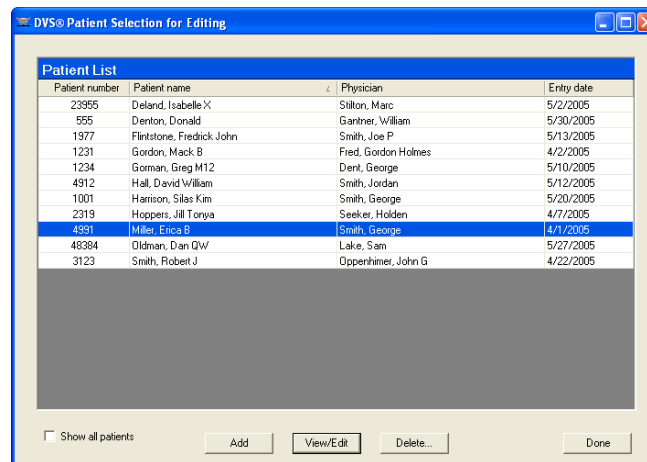 DVS® Patient Selection for Editing
Patient List
Patient number Patient name Physician Entry date
23955 Deland, Isabelle X Stilton, Marc 5/2/2005
555 Denton, Donald Gantner, William 5/30/2005
1977 Flintstone, Fredrick John Smith, Joe P 5/13/2005
1231 Gordon, Mack B Fred, Gordon Holmes 4/2/2005
1234 Gorman, Greg M12 Dent, George 5/10/2005
4912 Hall, David William Smith, Jordan 5/12/2005
1001 Harrison, Silas Kim Smith, George 5/20/2005
2319 Hoppers, Jill Tonya Seeker, Holden 4/7/2005
4991 Miller, Erica B Smith, George 4/1/2005
48384 Oldman, Dan QW Lake, Sam 5/27/2005
3123 Smith, Robert J Oppenhimer, John G 4/22/2005
Show all patients Add View/Edit Delete... Done